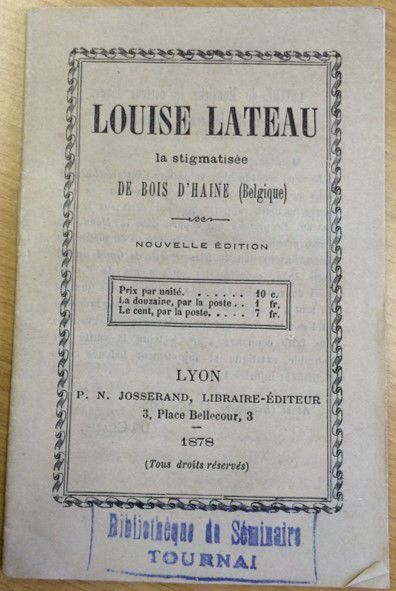 LOUISE LATEAU
la stigmatisée
DE BOIS D'HAINE (Belgique)
NOUVELLE ÉDITION
Prix par unité. . . . . . . 10 c.
La douzaine, par la poste. . 1 fr.
Le cent, par la poste. . . . . 7 fr.
LYON
P. N. JOSSERAND, LIBRAIRE-ÉDITEUR
3, Place Bellecour, 3
1878
(Tous droits réservés)
Bibliothèque du Séminaire
TOURNAI